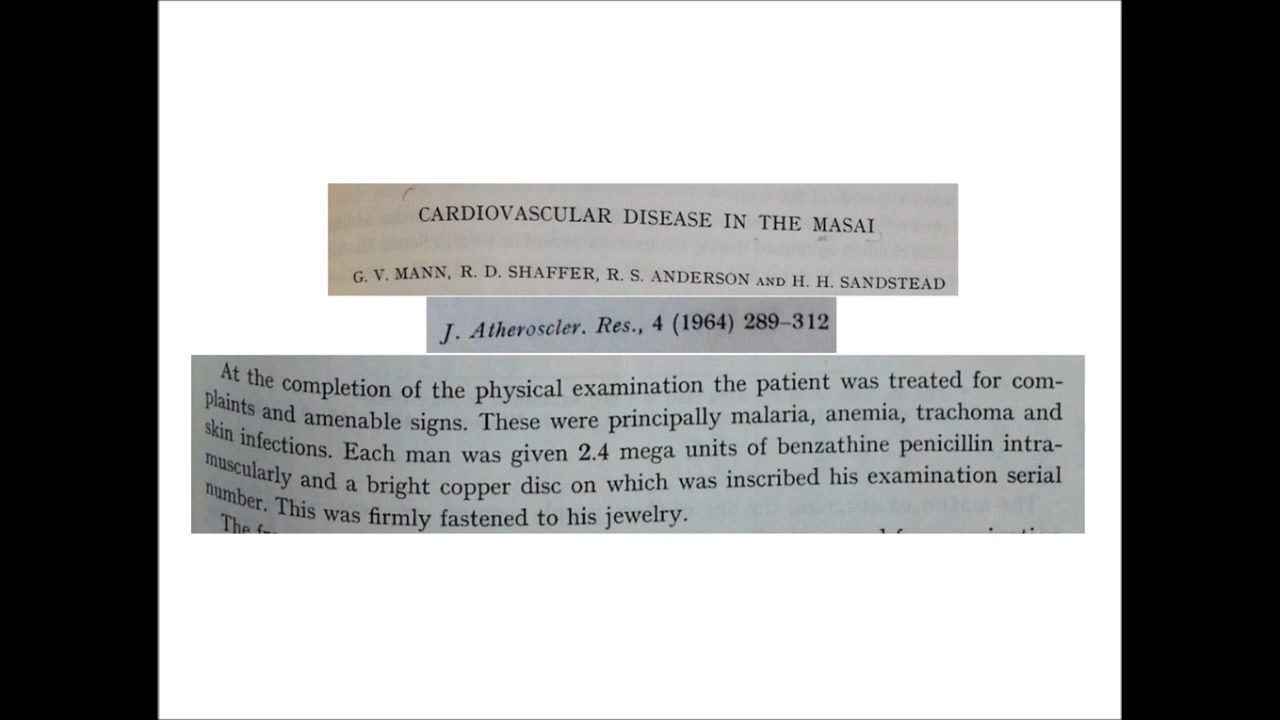 CARDIOVASCULAR DISEASE IN THE MASAI
G. V. MANN, R. D. SHAFFER, R. S. ANDERSON AND H. H. SANDSTEAD
J. Atheroscler. Res., 4 (1964) 289–312
At the completion of the physical examination the patient was treated for com-
plaints and amenable signs. These were principally malaria, anemia, trachoma and
skin infections. Each man was given 2.4 mega units of benzathine penicillin intra-
muscularly and a bright copper disc on which was inscribed his examination serial
number. This was firmly fastened to his jewelry.
The